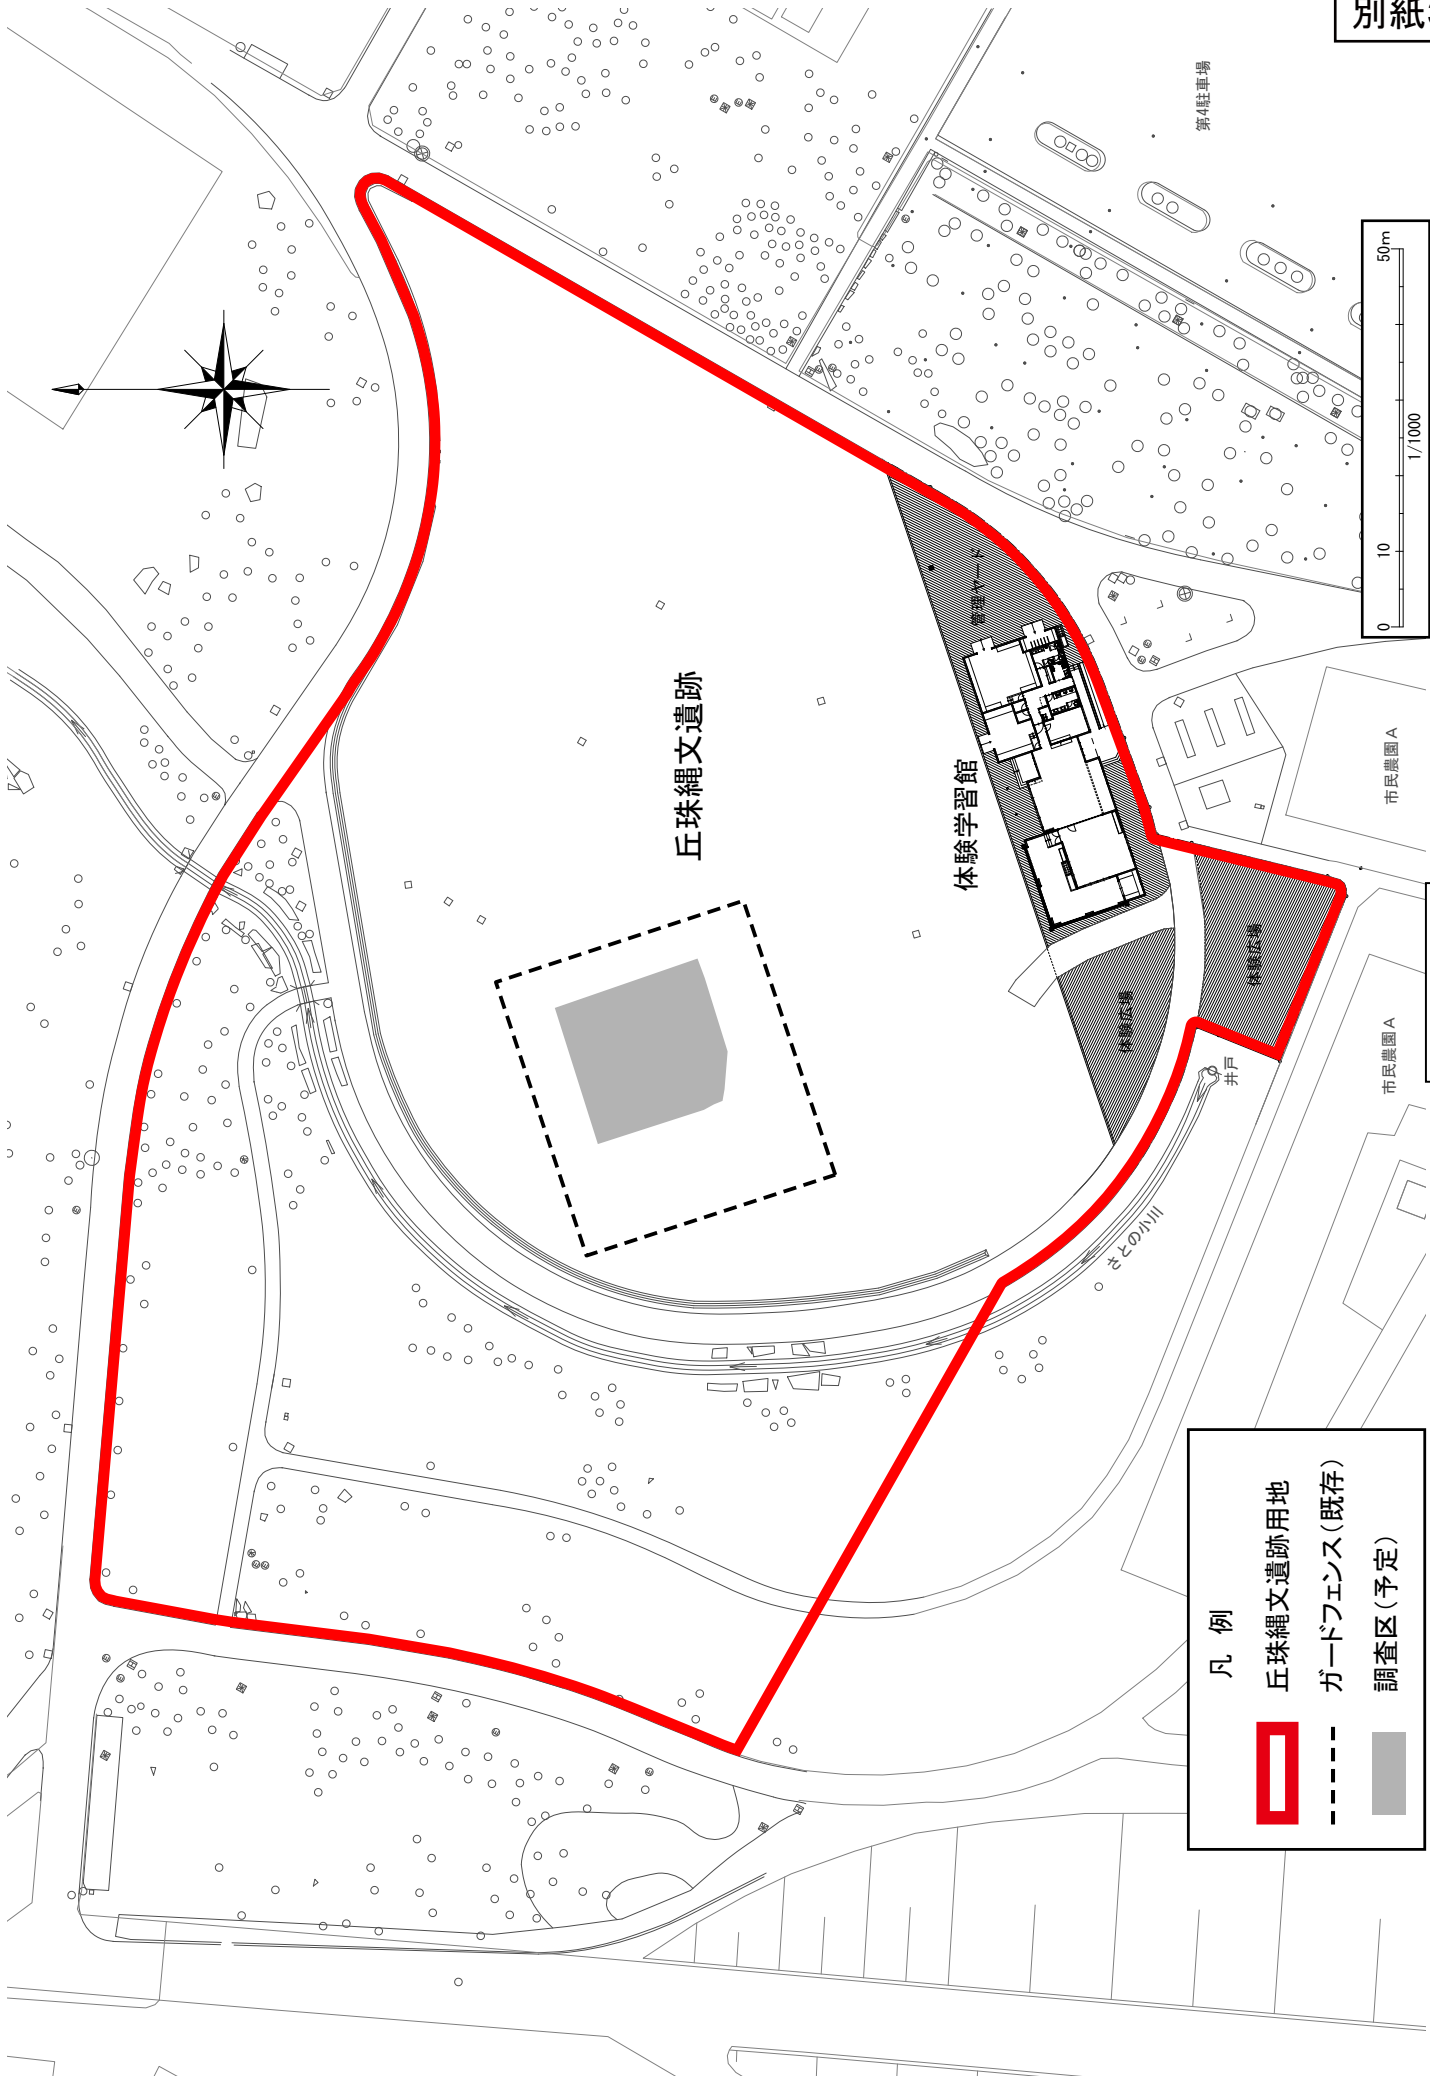 別紙
第4駐車場
50m
10
0
1/1000
管理ヤード
丘珠縄文遺跡
体験学習館
体験広場
体験広場
井戸
さとの小川
市民農園A
市民農園A
凡 例
丘珠縄文遺跡用地
ガードフェンス(既存)
調査区(予定)